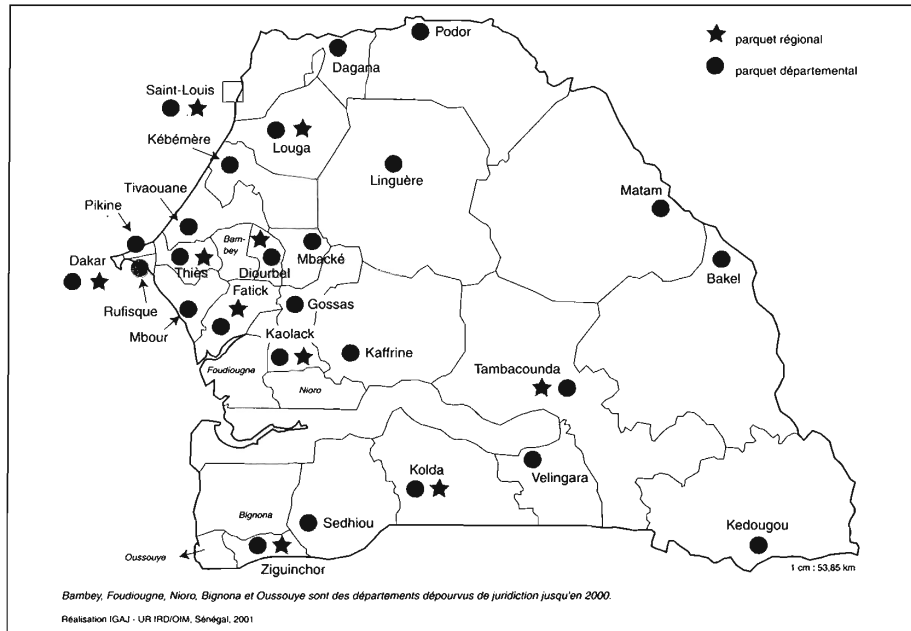 Podor
parquet régional
Dagana
parquet départemental
Saint-Louis
Louga
Kébémère
Linguère
Tivaouane
Matam
Pikine
Bam-
bey
Mbacké
Dakar
Thiès
Diourbel
Bakel
Fatick
Gossas
Rufisque
Mbour
Kaolack
Kaffrine
Foudiougne
Tambacounda
Nioro
Kolda
Velingara
Bignona
Sedhiou
Kedougou
Oussouye
Ziguinchor
1 cm : 53,85 km
Bambey, Foudiougne, Nioro, Bignona et Oussouye sont des départements dépourvus de juridiction jusqu'en 2000.
Réalisation IGAJ - UR IRD/OIM, Sénégal, 2001